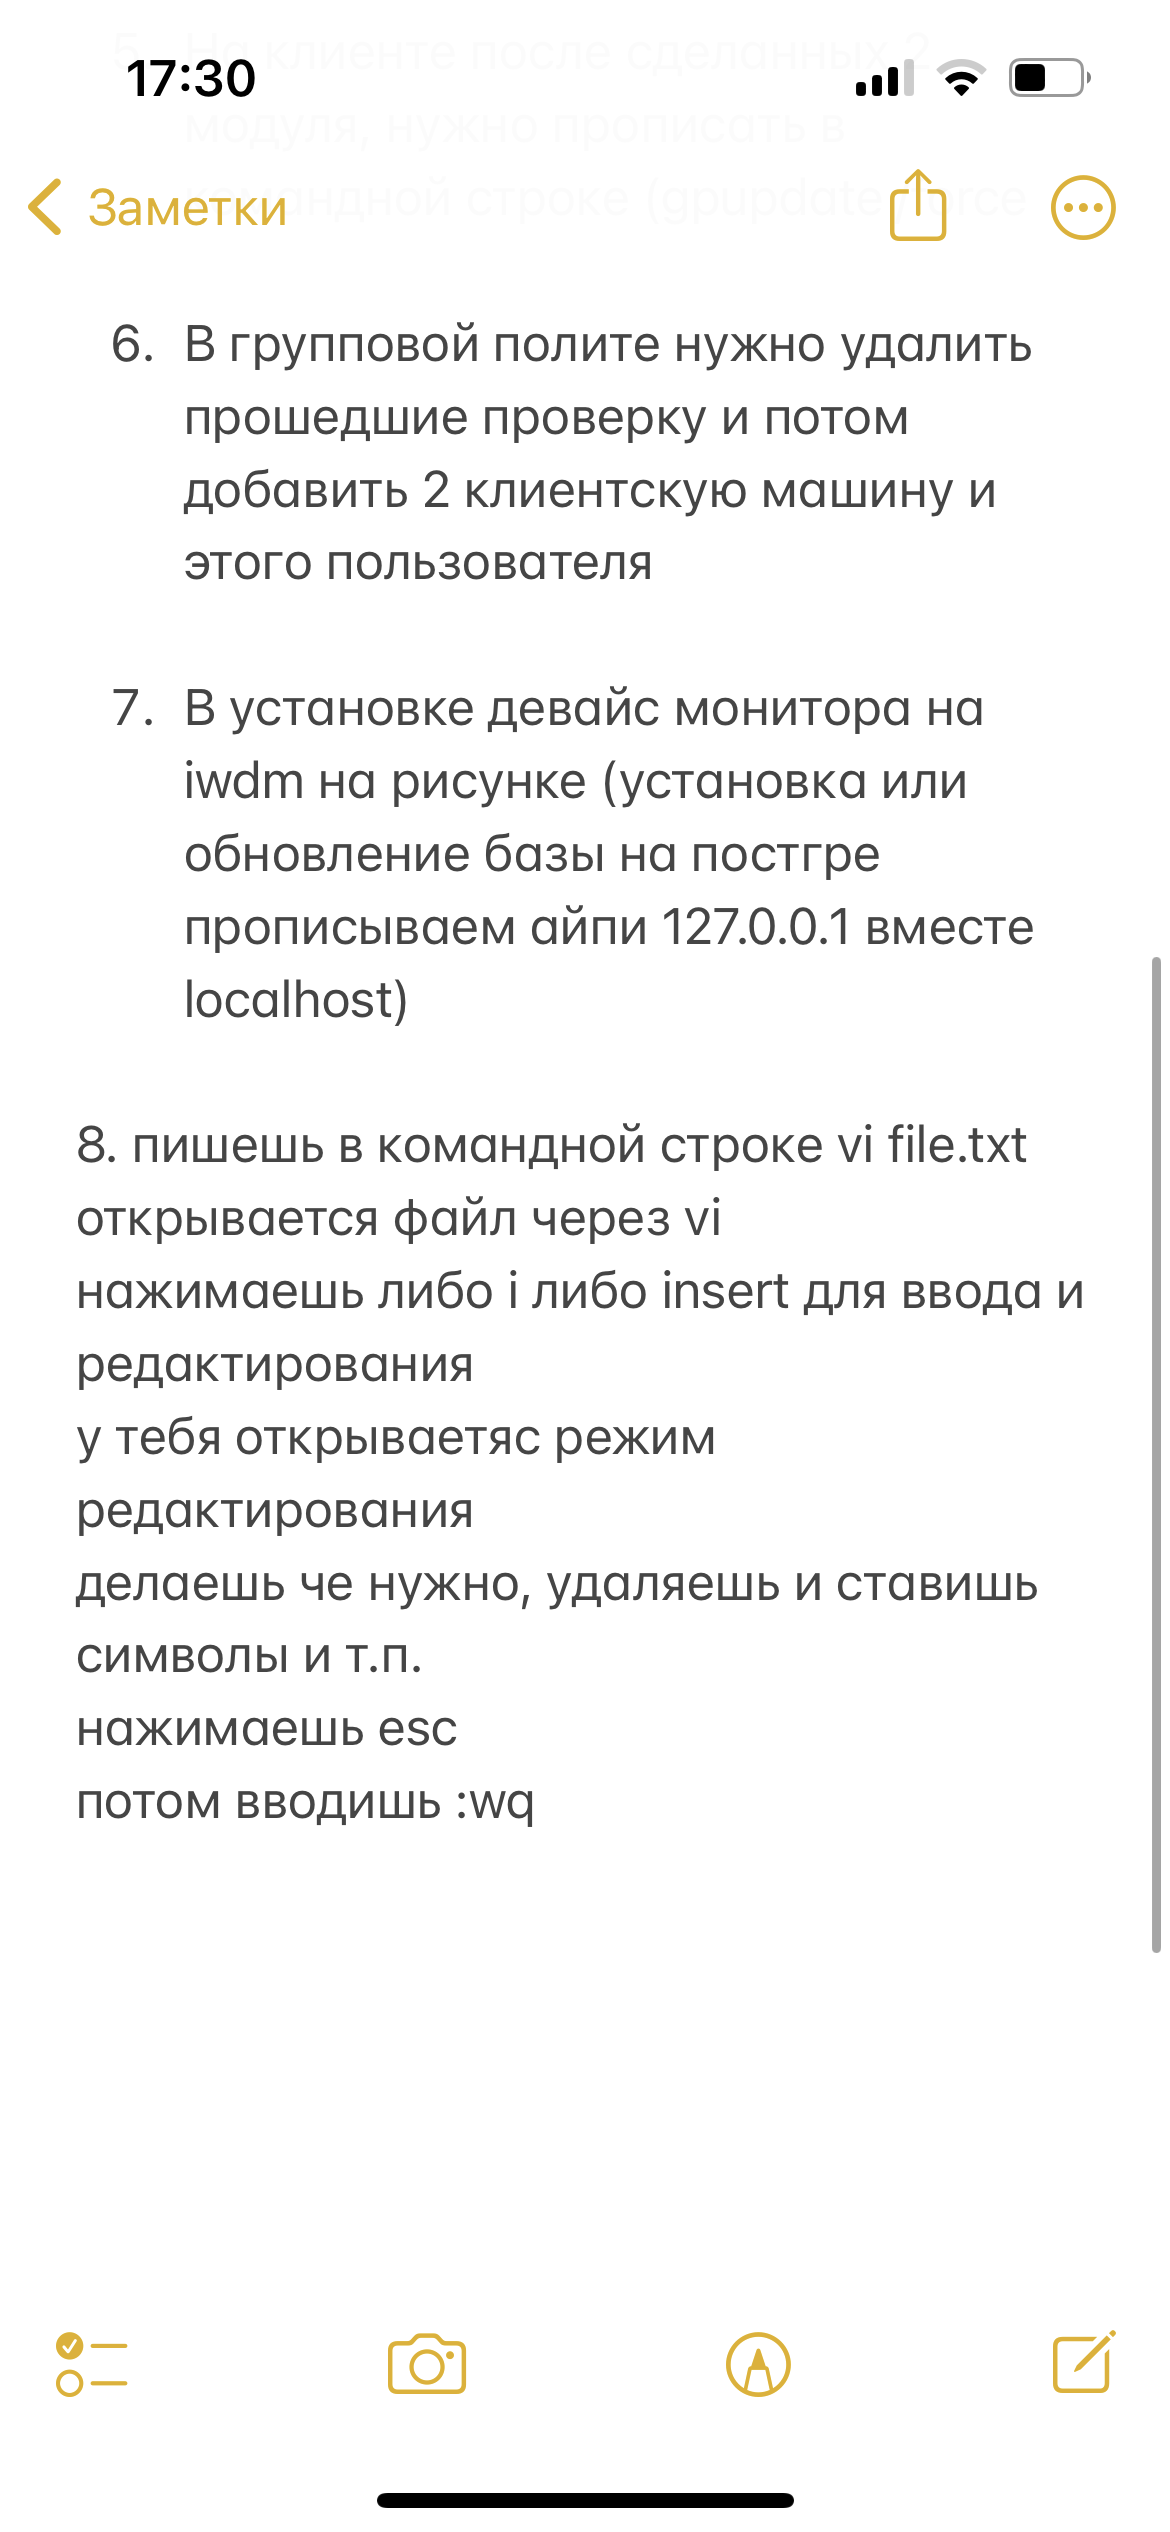 5. На клиенте после сделанных 2
17:30
модуля, нужно прописать в
командной строке (gpupdate /force
Заметки
6. В групповой полите нужно удалить
прошедшие проверку и потом
добавить 2 клиентскую машину и
этого пользователя
7. В установке девайс монитора на
iwdm на рисунке (установка или
обновление базы на постгре
прописываем айпи 127.0.0.1 вместе
localhost)
8. пишешь в командной строке vi file.txt
открывается файл через vi
нажимаешь либо i либо insert для ввода и
редактирования
у тебя открываетяс режим
редактирования
делаешь че нужно, удаляешь и ставишь
символы и т.п.
нажимаешь esc
потом вводишь :wq